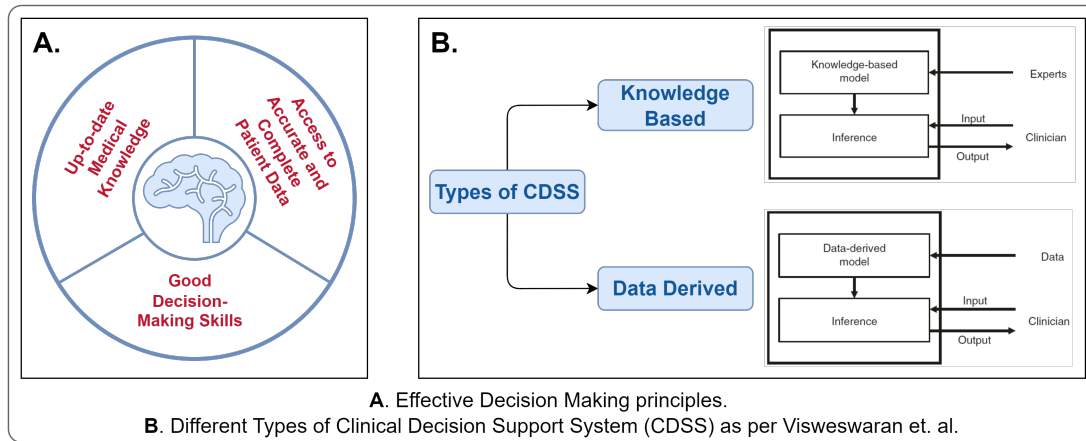 A.
Up-to-date
Medical
Knowledge
Access to
Accurate and
Complete
Patient Data
Good
Decision-
Making Skills
B.
Types of CDSS
Knowledge
Based
Data Derived
Knowledge-based
model
Experts
Inference
Input
Clinician
Output
Data-derived
model
Data
Inference
Input
Clinician
Output
A. Effective Decision Making principles.
B. Different Types of Clinical Decision Support System (CDSS) as per Visweswaran et. al.